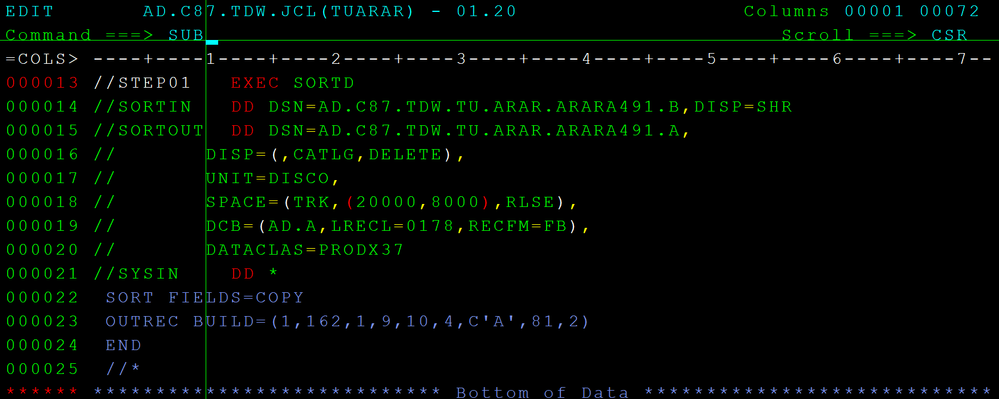 EDIT       AD.C87.TDW.JCL(TUARAR) - 01.20                  Columns 00001 00072
Command ===> SUB                                              Scroll ===> CSR
=COLS> ----+----1----+----2----+----3----+----4----+----5----+----6----+----7--
000013 //STEP01   EXEC SORTD
000014 //SORTIN   DD DSN=AD.C87.TDW.TU.ARAR.ARARA491.B,DISP=SHR
000015 //SORTOUT  DD DSN=AD.C87.TDW.TU.ARAR.ARARA491.A,
000016 //       DISP=(,CATLG,DELETE),
000017 //       UNIT=DISCO,
000018 //       SPACE=(TRK,(20000,8000),RLSE),
000019 //       DCB=(AD.A,LRECL=0178,RECFM=FB),
000020 //       DATACLAS=PRODX37
000021 //SYSIN    DD *
000022  SORT FIELDS=COPY
000023  OUTREC BUILD=(1,162,1,9,10,4,C'A',81,2)
000024  END
000025  //*
****** **************************** Bottom of Data ****************************